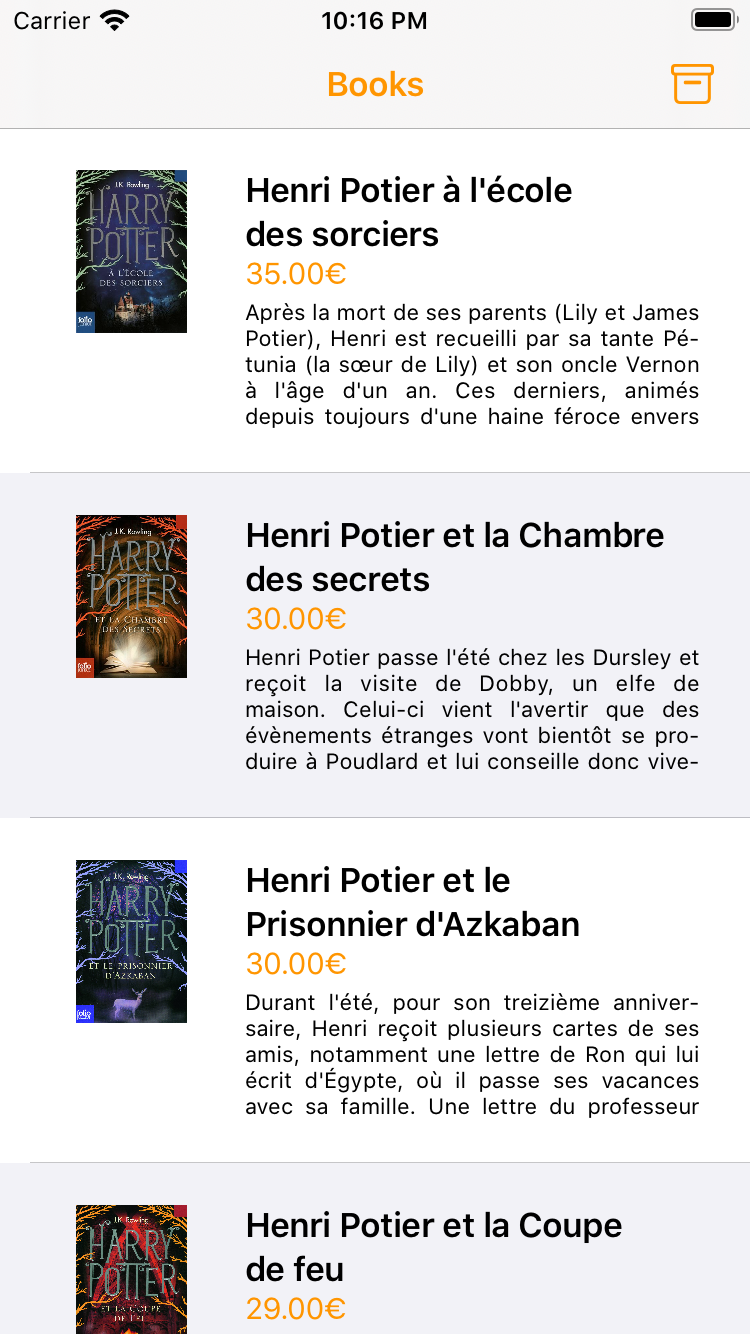 Carrier 10:16 PM
Books
J.K. Rowling
HARRY
POTTER
À L'ÉCOLE
DES SORCIERS
folio
Henri Potier à l'école
des sorciers
35.00€
Après la mort de ses parents (Lily et James
Potier), Henri est recueilli par sa tante Pé-
tunia (la sœur de Lily) et son oncle Vernon
à l'âge d'un an. Ces derniers, animés
depuis toujours d'une haine féroce envers
J.K. Rowling
HARRY
POTTER
ET LA CHAMBRE
DES SECRETS
folio
Henri Potier et la Chambre
des secrets
30.00€
Henri Potier passe l'été chez les Dursley et
reçoit la visite de Dobby, un elfe de
maison. Celui-ci vient l'avertir que des
évènements étranges vont bientôt se pro-
duire à Poudlard et lui conseille donc vive-
J.K. Rowling
HARRY
POTTER
ET LE PRISONNIER
D'AZKABAN
folio
Henri Potier et le
Prisonnier d'Azkaban
30.00€
Durant l'été, pour son treizième anniver-
saire, Henri reçoit plusieurs cartes de ses
amis, notamment une lettre de Ron qui lui
écrit d'Égypte, où il passe ses vacances
avec sa famille. Une lettre du professeur
J.K. Rowling
HARRY
POTTER
ET LA COUPE
DE FEU
Henri Potier et la Coupe
de feu
29.00€